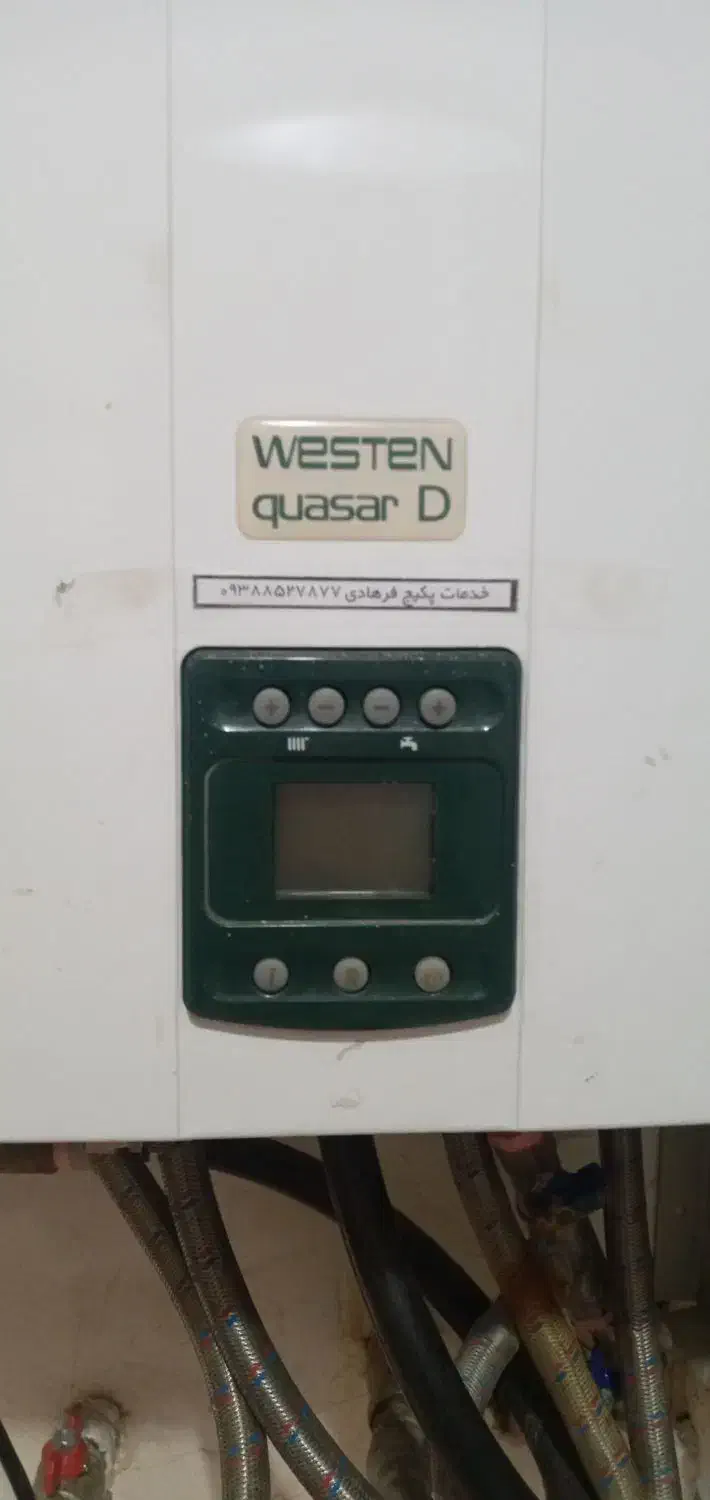 WESTEN
quasar D
خدمات پکیج فرهادی ۰۹۳۸۸۵۲۷۸۷۷
+ − − +